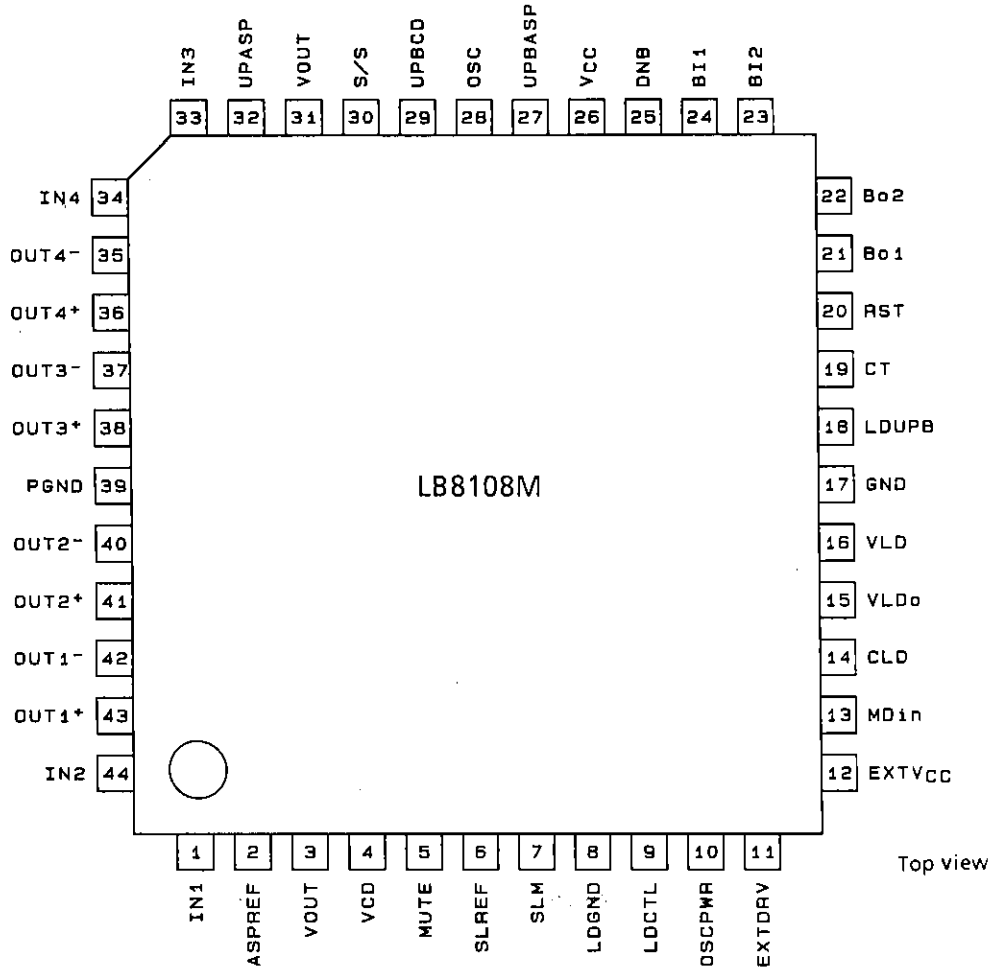 IN3 UPASP VOUT S/S UPBCD OSC UPBASP VCC DNB BI1 BI2
33 32 31 30 29 28 27 26 25 24 23
IN4 34
OUT4- 35
OUT4+ 36
OUT3- 37
OUT3+ 38
PGND 39
OUT2- 40
OUT2+ 41
OUT1- 42
OUT1+ 43
IN2 44
LB8108M
22 Bo2
21 Bo1
20 RST
19 CT
18 LDUPB
17 GND
16 VLD
15 VLDo
14 CLD
13 MDin
12 EXTVCC
1 2 3 4 5 6 7 8 9 10 11
IN1 ASPREF VOUT VCD MUTE SLREF SLM LDGND LDCTL OSCPWR EXTDRV
Top view